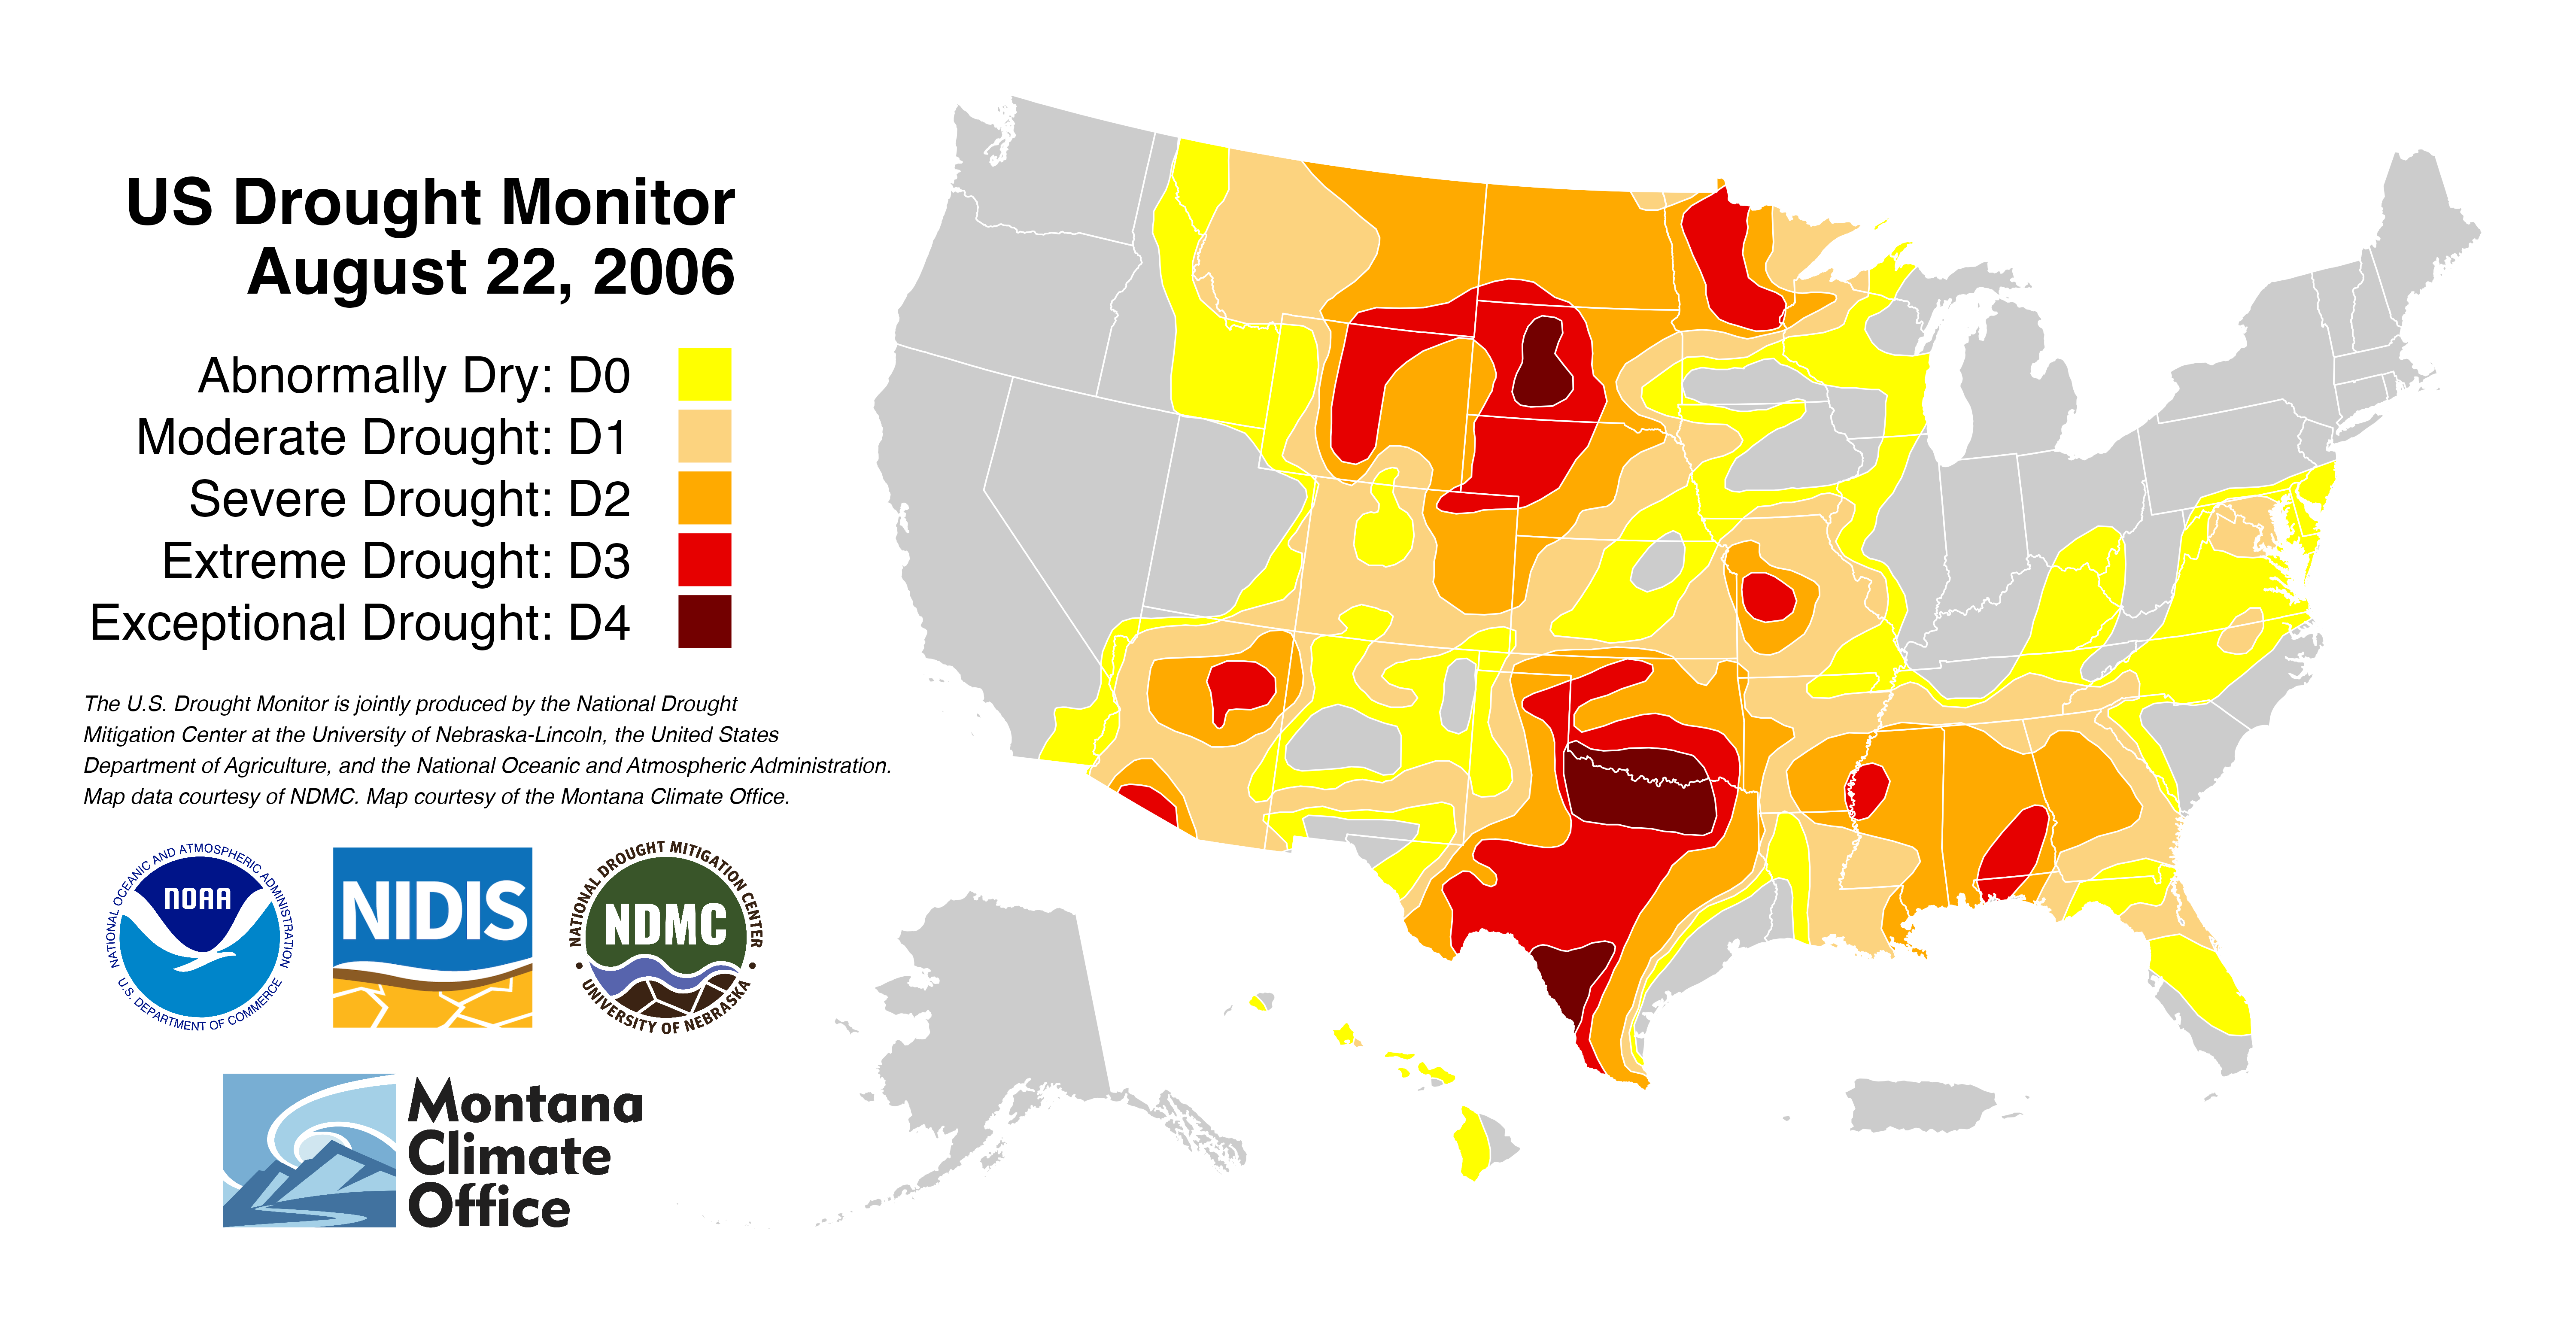 US Drought Monitor
August 22, 2006
Abnormally Dry: D0
Moderate Drought: D1
Severe Drought: D2
Extreme Drought: D3
Exceptional Drought: D4
The U.S. Drought Monitor is jointly produced by the National Drought
Mitigation Center at the University of Nebraska-Lincoln, the United States
Department of Agriculture, and the National Oceanic and Atmospheric Administration.
Map data courtesy of NDMC. Map courtesy of the Montana Climate Office.
NATIONAL OCEANIC AND ATMOSPHERIC ADMINISTRATION
NOAA
U.S. DEPARTMENT OF COMMERCE
NIDIS
NATIONAL DROUGHT MITIGATION CENTER
NDMC
UNIVERSITY OF NEBRASKA
Montana
Climate
Office